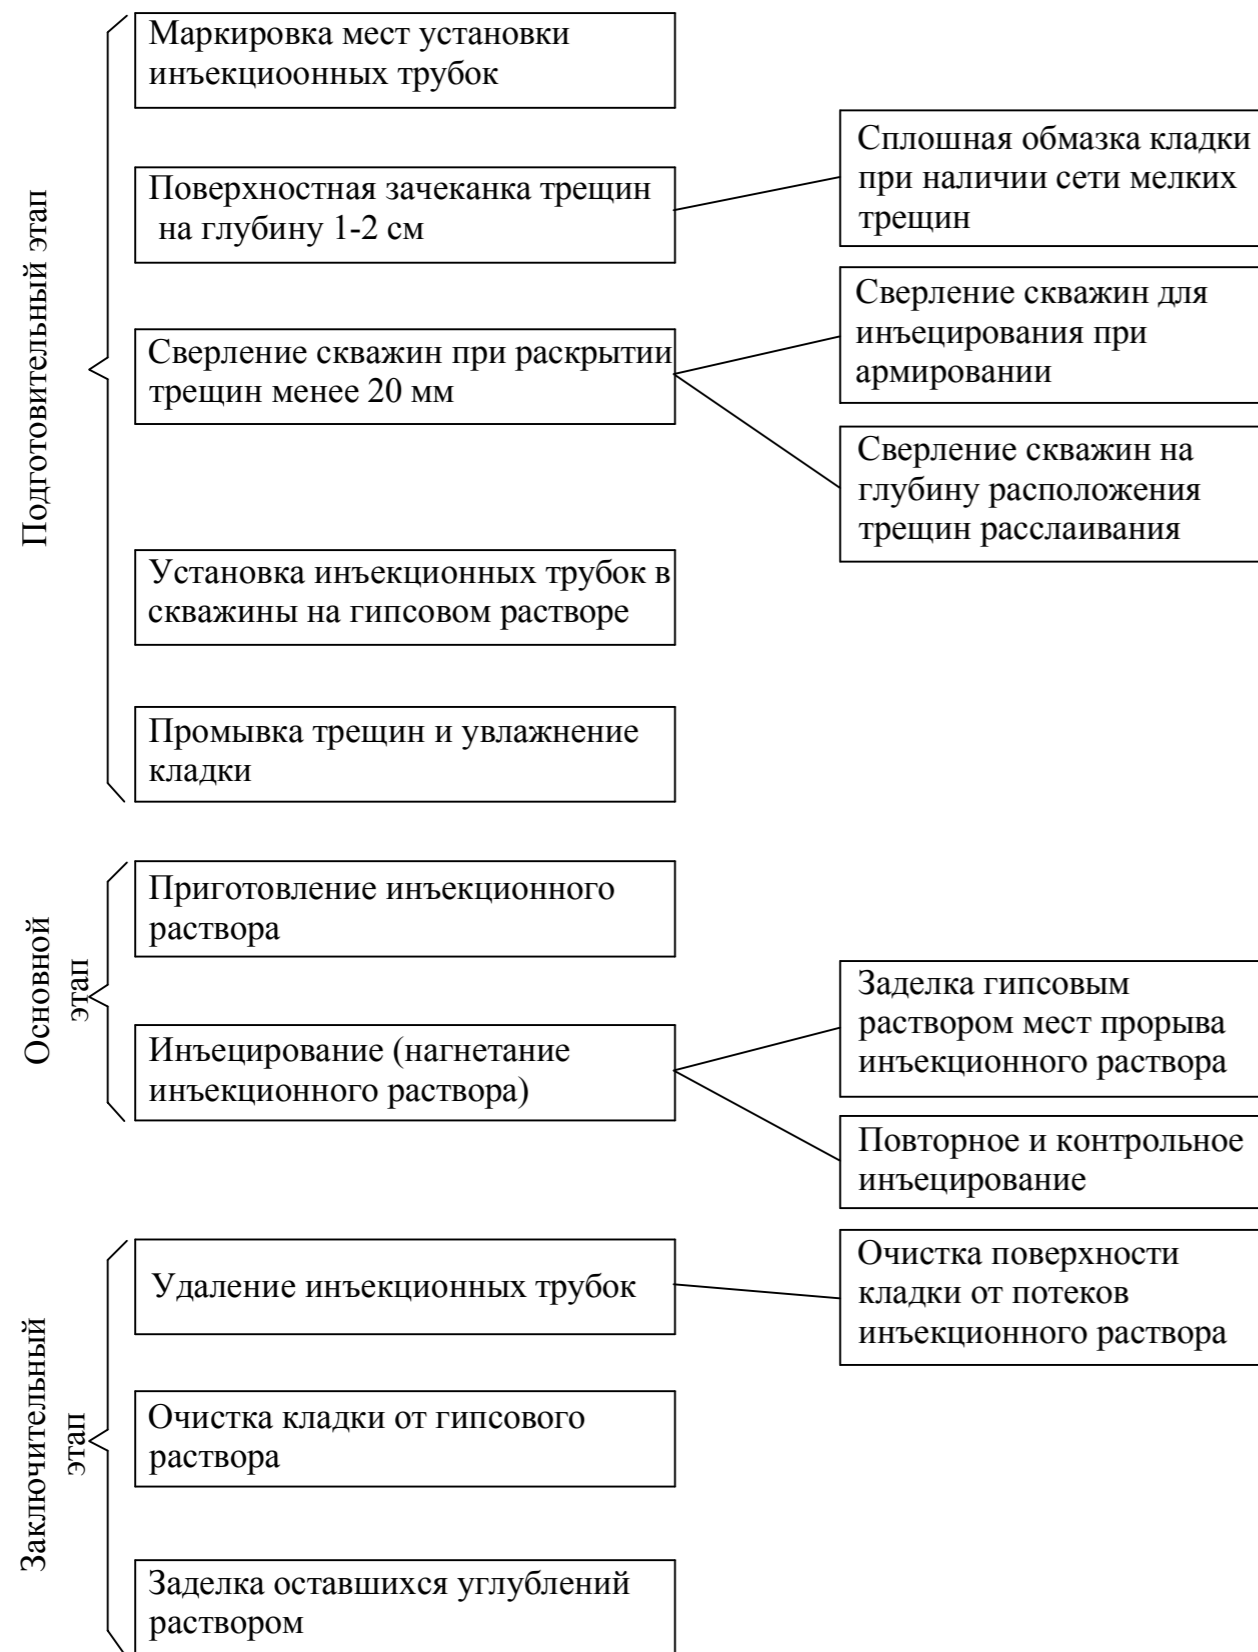 Подготовительный этап
Маркировка мест установки
инъекциоонных трубок
Поверхностная зачеканка трещин
на глубину 1-2 см
Сплошная обмазка кладки
при наличии сети мелких
трещин
Сверление скважин при раскрытии
трещин менее 20 мм
Сверление скважин для
инъецирования при
армировании
Сверление скважин на
глубину расположения
трещин расслаивания
Установка инъекционных трубок в
скважины на гипсовом растворе
Промывка трещин и увлажнение
кладки
Основной
этап
Приготовление инъекционного
раствора
Инъецирование (нагнетание
инъекционного раствора)
Заделка гипсовым
раствором мест прорыва
инъекционного раствора
Повторное и контрольное
инъецирование
Заключительный
этап
Удаление инъекционных трубок
Очистка поверхности
кладки от потеков
инъекционного раствора
Очистка кладки от гипсового
раствора
Заделка оставшихся углублений
раствором